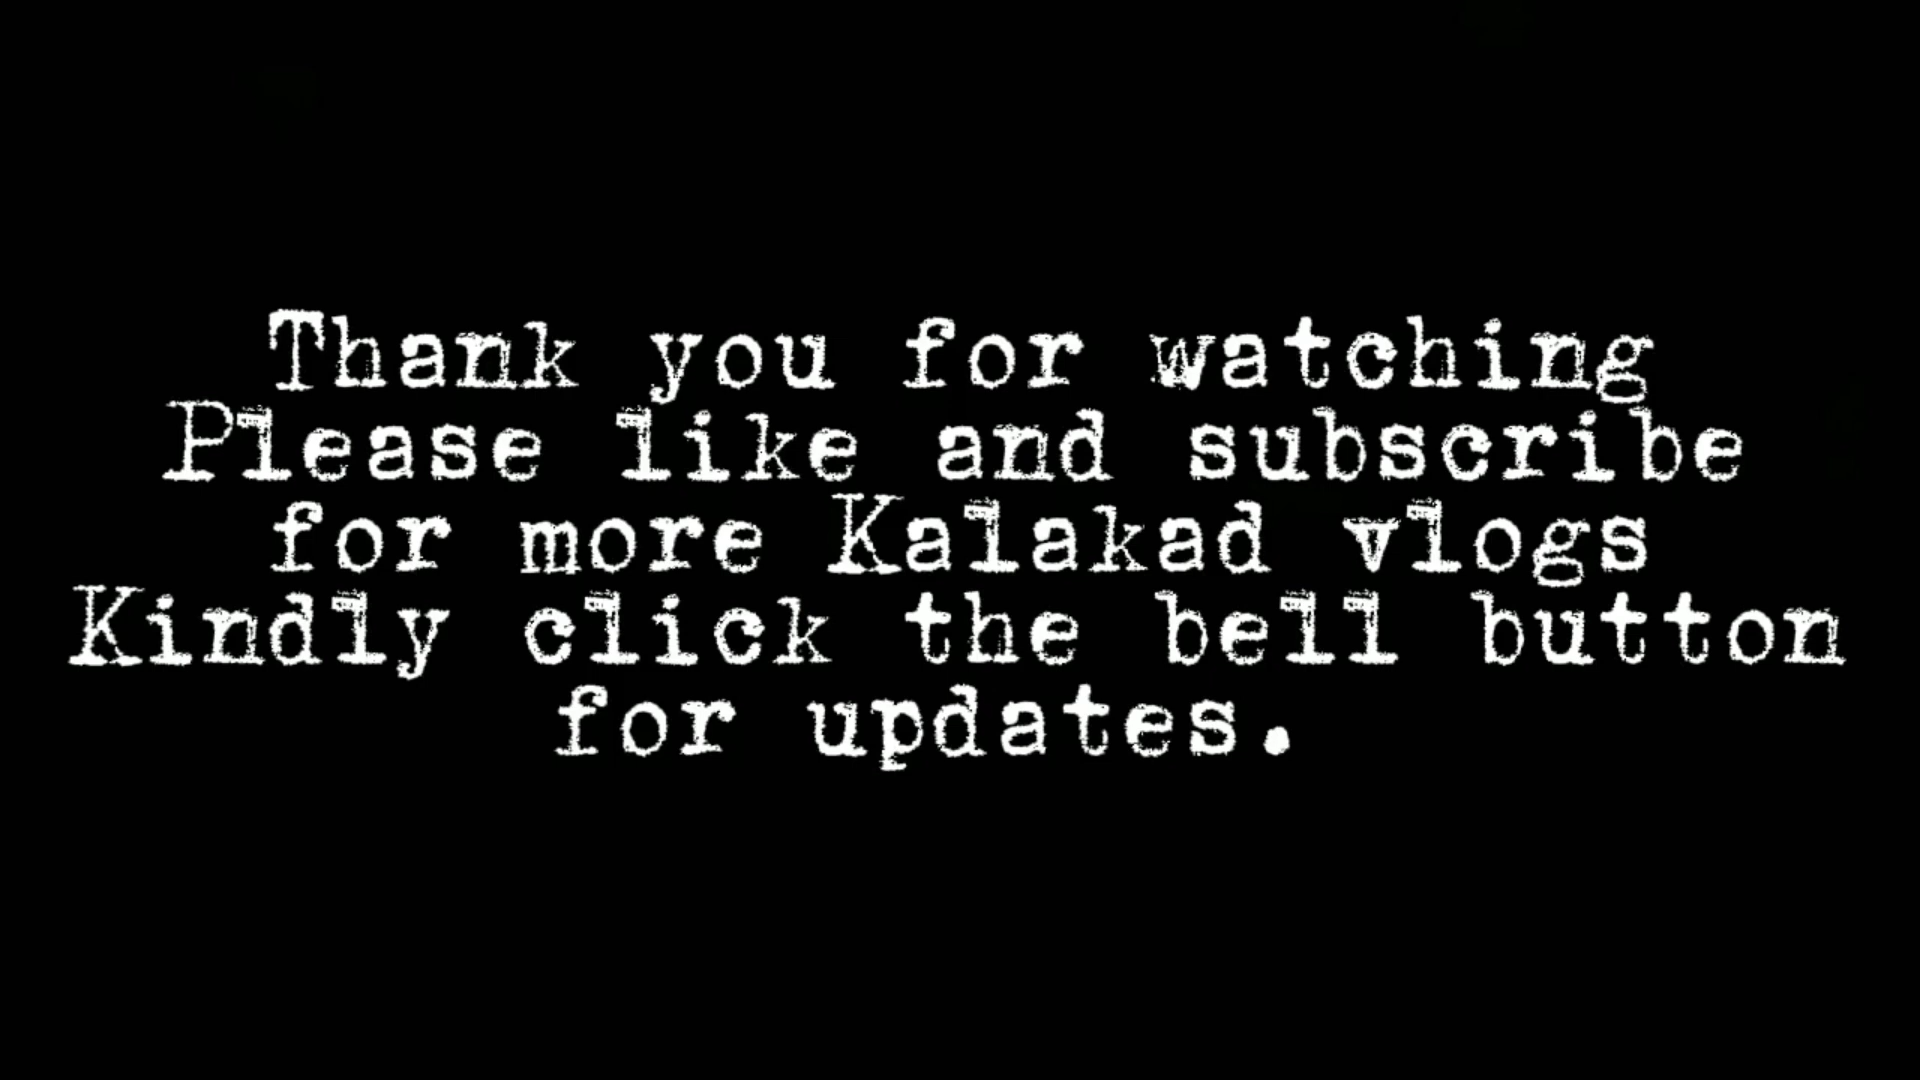 Thank you for watching
Please like and subscribe
for more Kalakad vlogs
Kindly click the bell button
for updates.